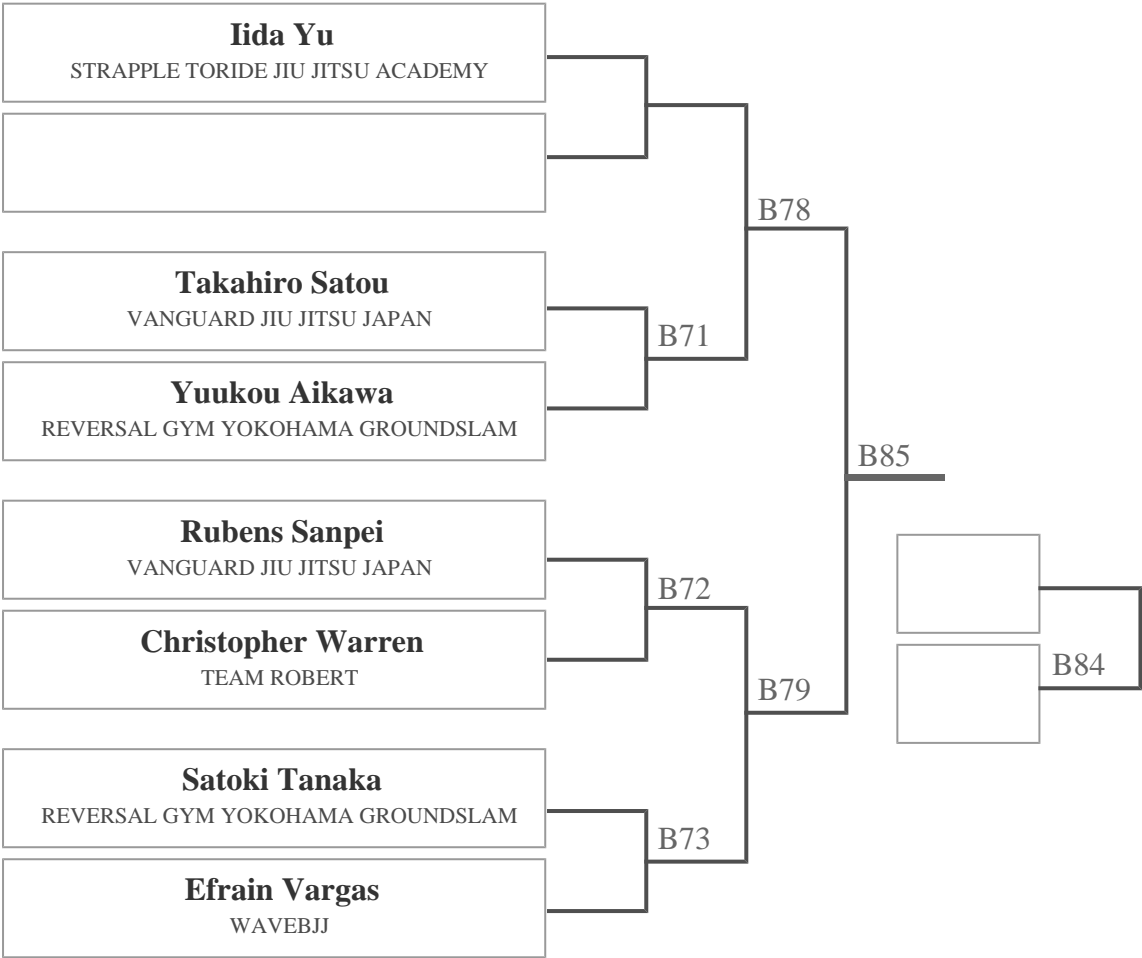 Iida Yu
STRAPPLE TORIDE JIU JITSU ACADEMY
B78
Takahiro Satou
VANGUARD JIU JITSU JAPAN
B71
Yuukou Aikawa
REVERSAL GYM YOKOHAMA GROUNDSLAM
B85
Rubens Sanpei
VANGUARD JIU JITSU JAPAN
B72
Christopher Warren
TEAM ROBERT
B79
B84
Satoki Tanaka
REVERSAL GYM YOKOHAMA GROUNDSLAM
B73
Efrain Vargas
WAVEBJJ